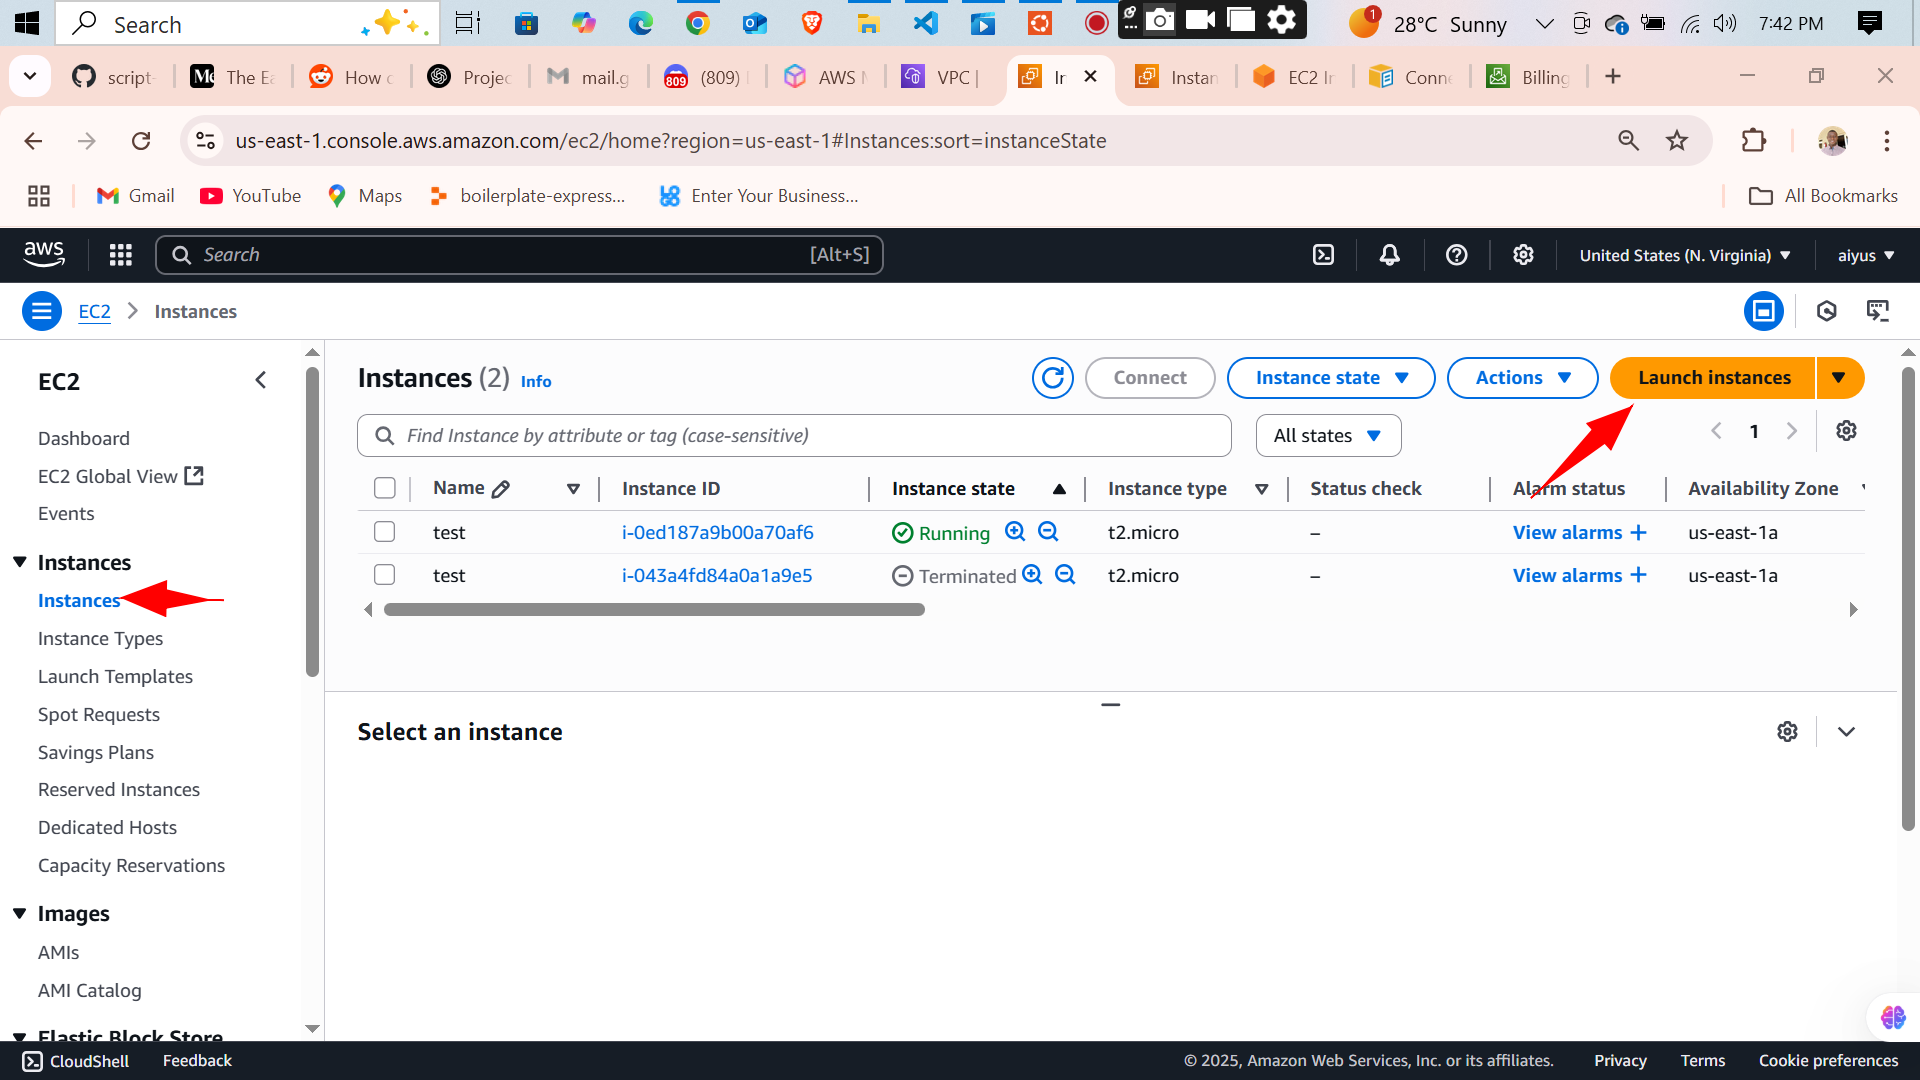 Search
28°C Sunny
1
7:42 PM
script-
The Ea
How c
Projec
mail.g
(809)
AWS M
VPC |
In
Instan
EC2 In
Conne
Billing
us-east-1.console.aws.amazon.com/ec2/home?region=us-east-1#Instances:sort=instanceState
Gmail
YouTube
Maps
boilerplate-express...
Enter Your Business...
All Bookmarks
aws
Search
[Alt+S]
United States (N. Virginia)
aiyus
EC2
Instances
EC2
Dashboard
EC2 Global View
Events
Instances
Instances
Instance Types
Launch Templates
Spot Requests
Savings Plans
Reserved Instances
Dedicated Hosts
Capacity Reservations
Images
AMIs
AMI Catalog
Elastic Block Store
Instances (2) Info
Connect
Instance state
Actions
Launch instances
Find Instance by attribute or tag (case-sensitive)
All states
1
Name Instance ID Instance state Instance type Status check Alarm status Availability Zone
test i-0ed187a9b00a70af6 Running t2.micro – View alarms + us-east-1a
test i-043a4fd84a0a1a9e5 Terminated t2.micro – View alarms + us-east-1a
Select an instance
CloudShell
Feedback
© 2025, Amazon Web Services, Inc. or its affiliates.
Privacy
Terms
Cookie preferences